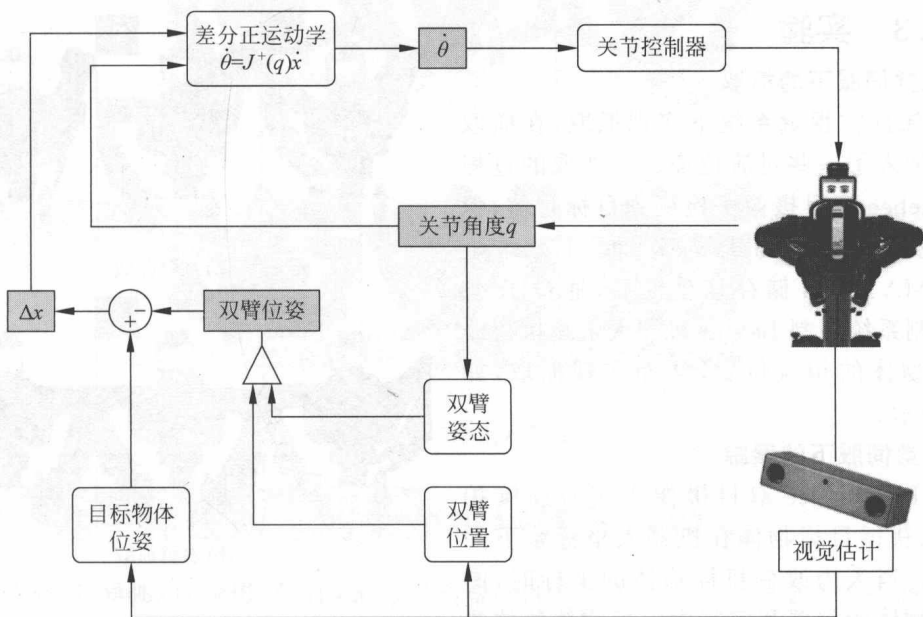 差分正运动学
θ̇=J⁺(q)ẋ
θ̇
关节控制器
关节角度q
Δx
−
+
双臂位姿
双臂
姿态
目标物体
位姿
双臂
位置
视觉估计